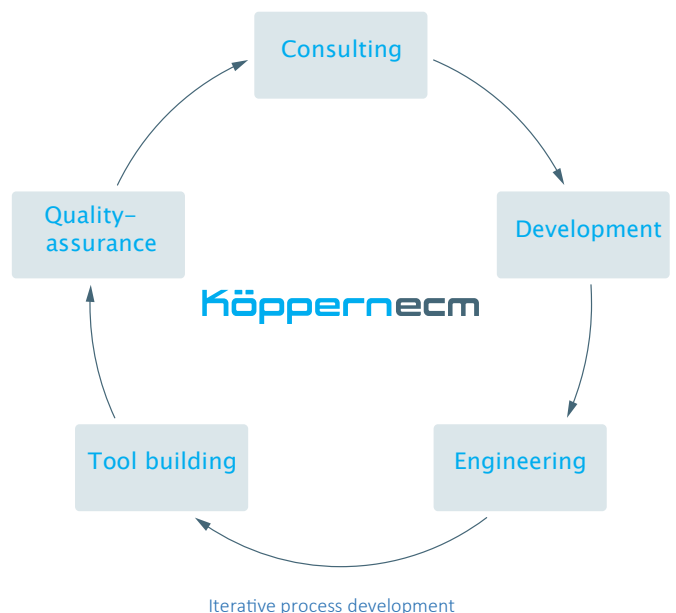 Consulting
Quality-
assurance
Development
Köppernecm
Tool building
Engineering
Iterative process development